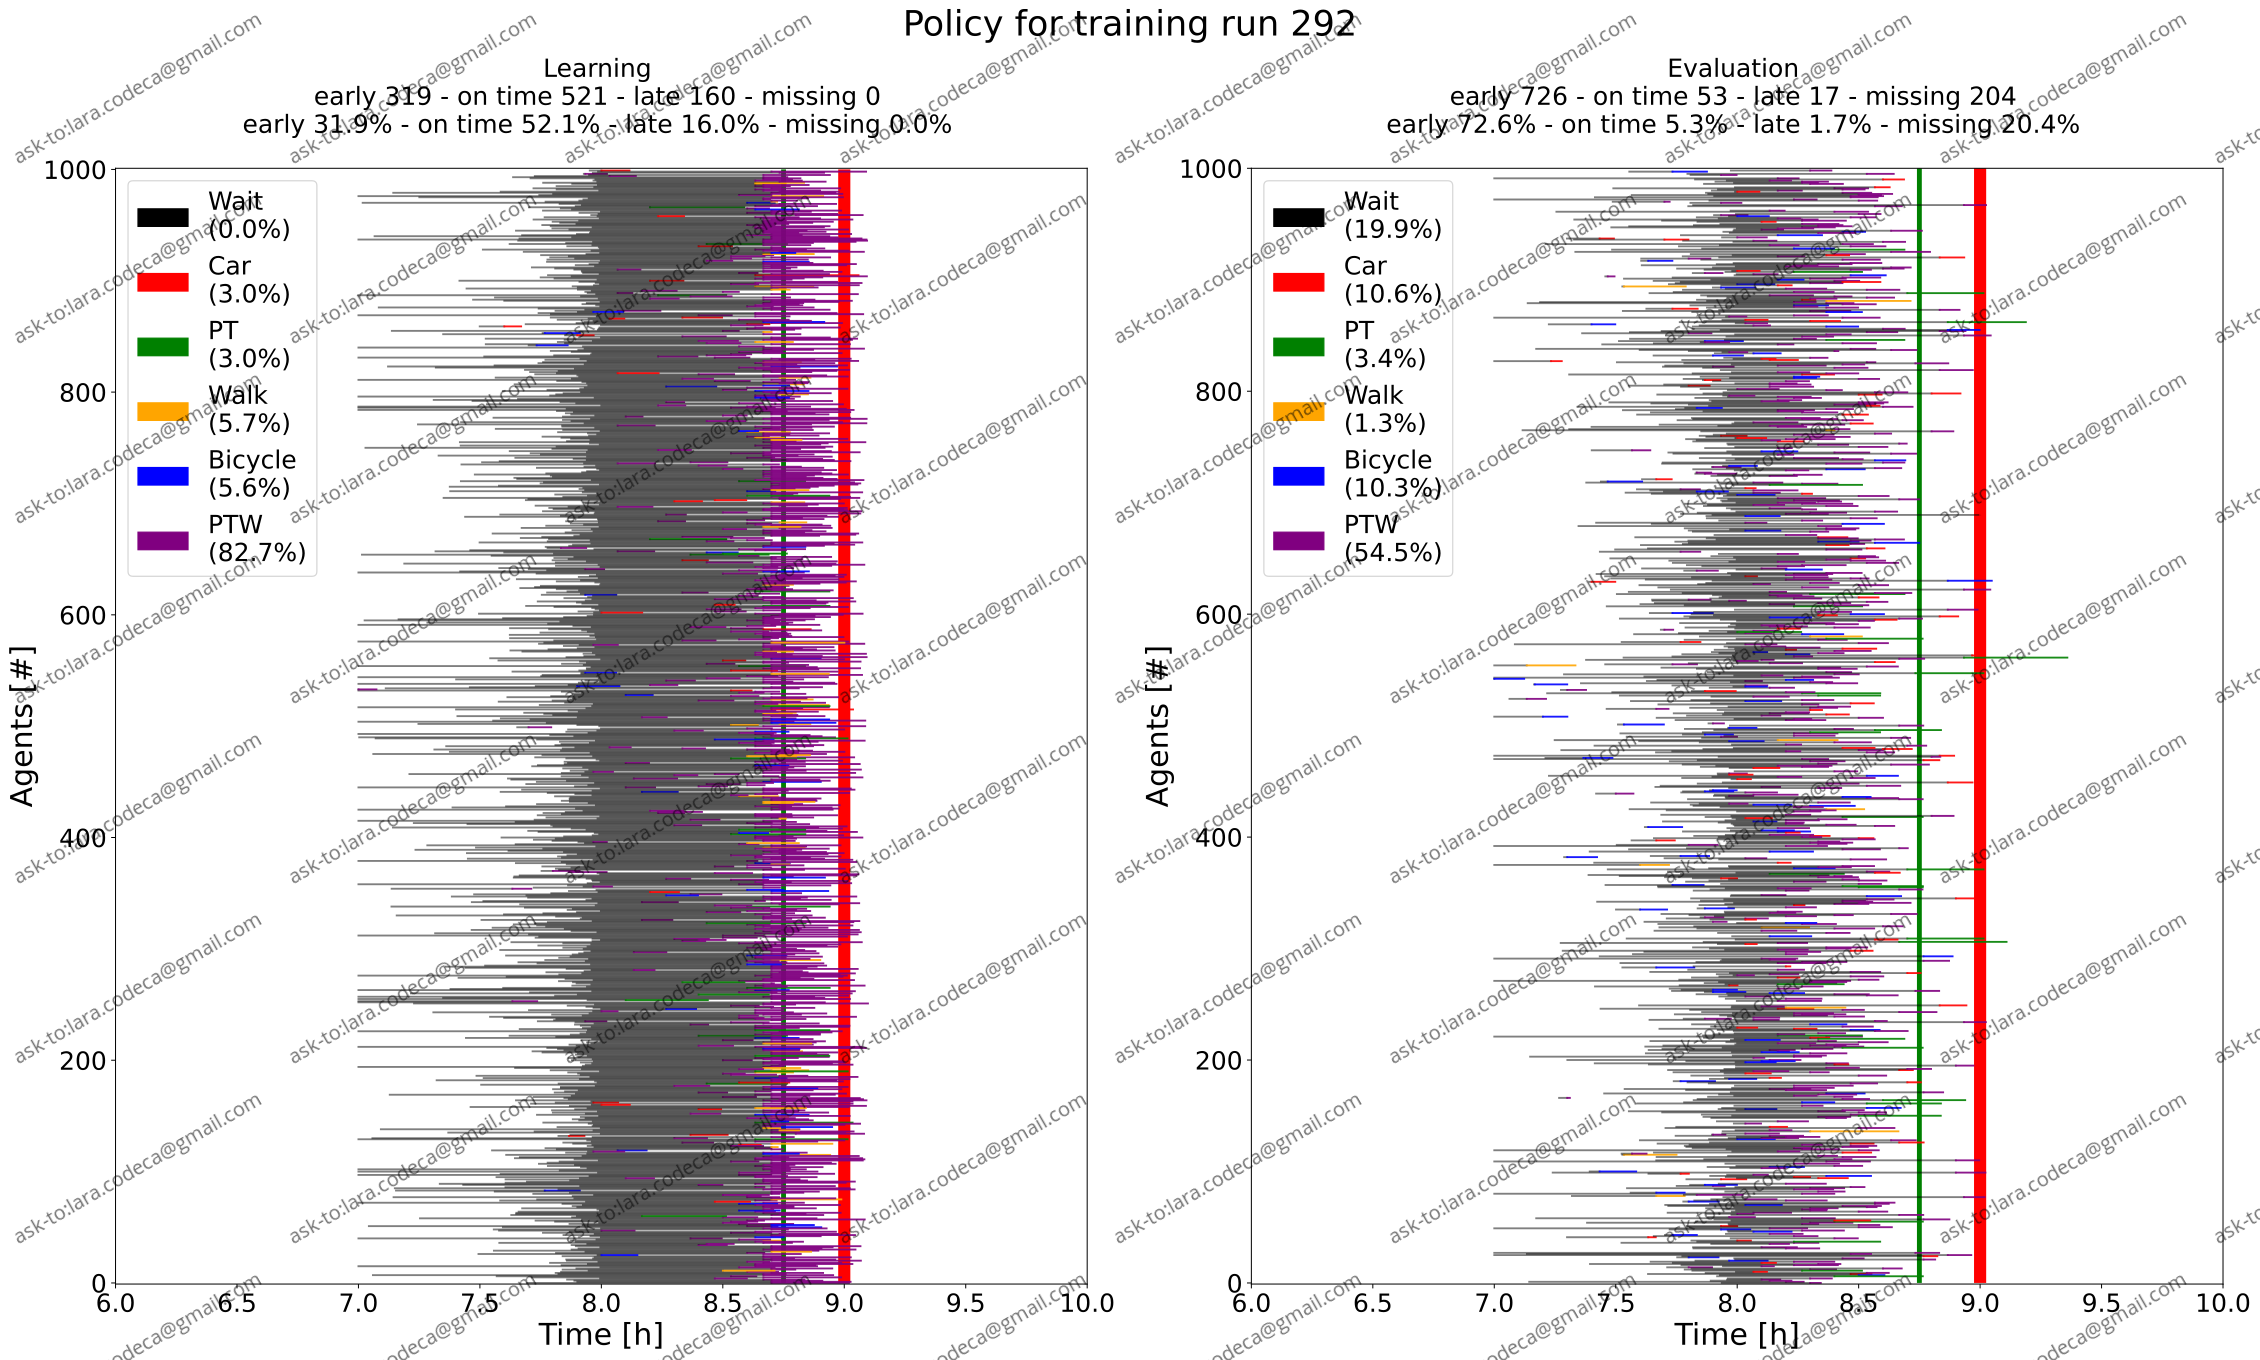 Policy for training run 292
Learning
early 319 - on time 521 - late 160 - missing 0
early 31.9% - on time 52.1% - late 16.0% - missing 0.0%
Wait
(0.0%)
Car
(3.0%)
PT
(3.0%)
Walk
(5.7%)
Bicycle
(5.6%)
PTW
(82.7%)
Agents [#]
1000
800
600
400
200
0
6.0 6.5 7.0 7.5 8.0 8.5 9.0 9.5 10.0
Time [h]
Evaluation
early 726 - on time 53 - late 17 - missing 204
early 72.6% - on time 5.3% - late 1.7% - missing 20.4%
Wait
(19.9%)
Car
(10.6%)
PT
(3.4%)
Walk
(1.3%)
Bicycle
(10.3%)
PTW
(54.5%)
Agents [#]
1000
800
600
400
200
0
6.0 6.5 7.0 7.5 8.0 8.5 9.0 9.5 10.0
Time [h]
ask-to:lara.codeca@gmail.com